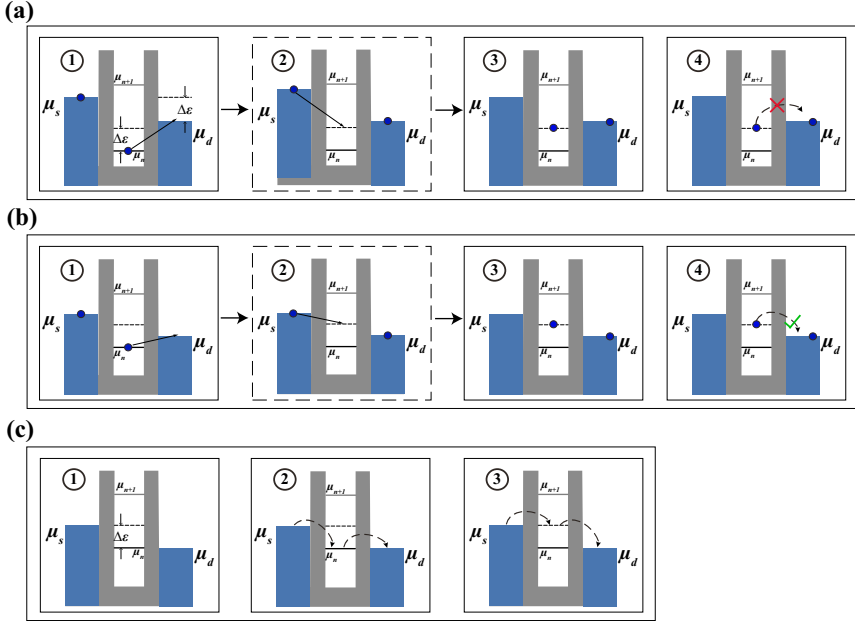 (a)
1 2 3 4
μn+1 μn+1 μn+1 μn+1
μs μs μs μs
Δε Δε
μn μn μn μn
μd μd μd μd
(b)
1 2 3 4
μn+1 μn+1 μn+1 μn+1
μs μs μs μs
μn μn μn μn
μd μd μd μd
(c)
1 2 3
μn+1 μn+1 μn+1
μs μs μs
Δε
μn μn μn
μd μd μd